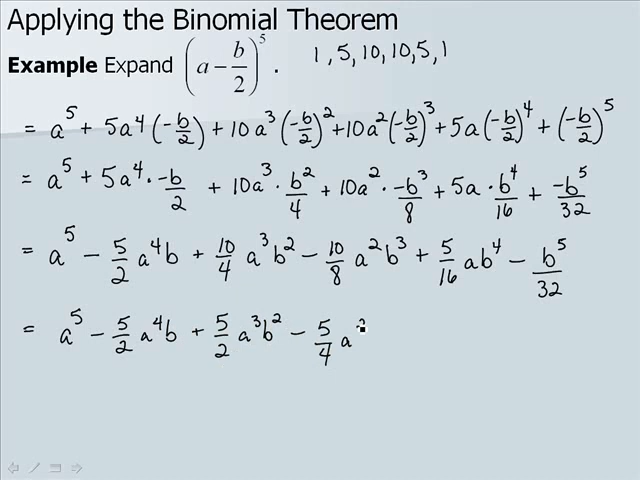 Applying the Binomial Theorem
Example Expand (a − b/2)^5 . 1, 5, 10, 10, 5, 1
= a^5 + 5a^4 (-b/2) + 10a^3 (-b/2)^2 + 10a^2 (-b/2)^3 + 5a (-b/2)^4 + (-b/2)^5
= a^5 + 5a^4 · -b/2 + 10a^3 · b^2/4 + 10a^2 · -b^3/8 + 5a · b^4/16 + -b^5/32
= a^5 − 5/2 a^4b + 10/4 a^3b^2 − 10/8 a^2b^3 + 5/16 ab^4 − b^5/32
= a^5 − 5/2 a^4b + 5/2 a^3b^2 − 5/4 a